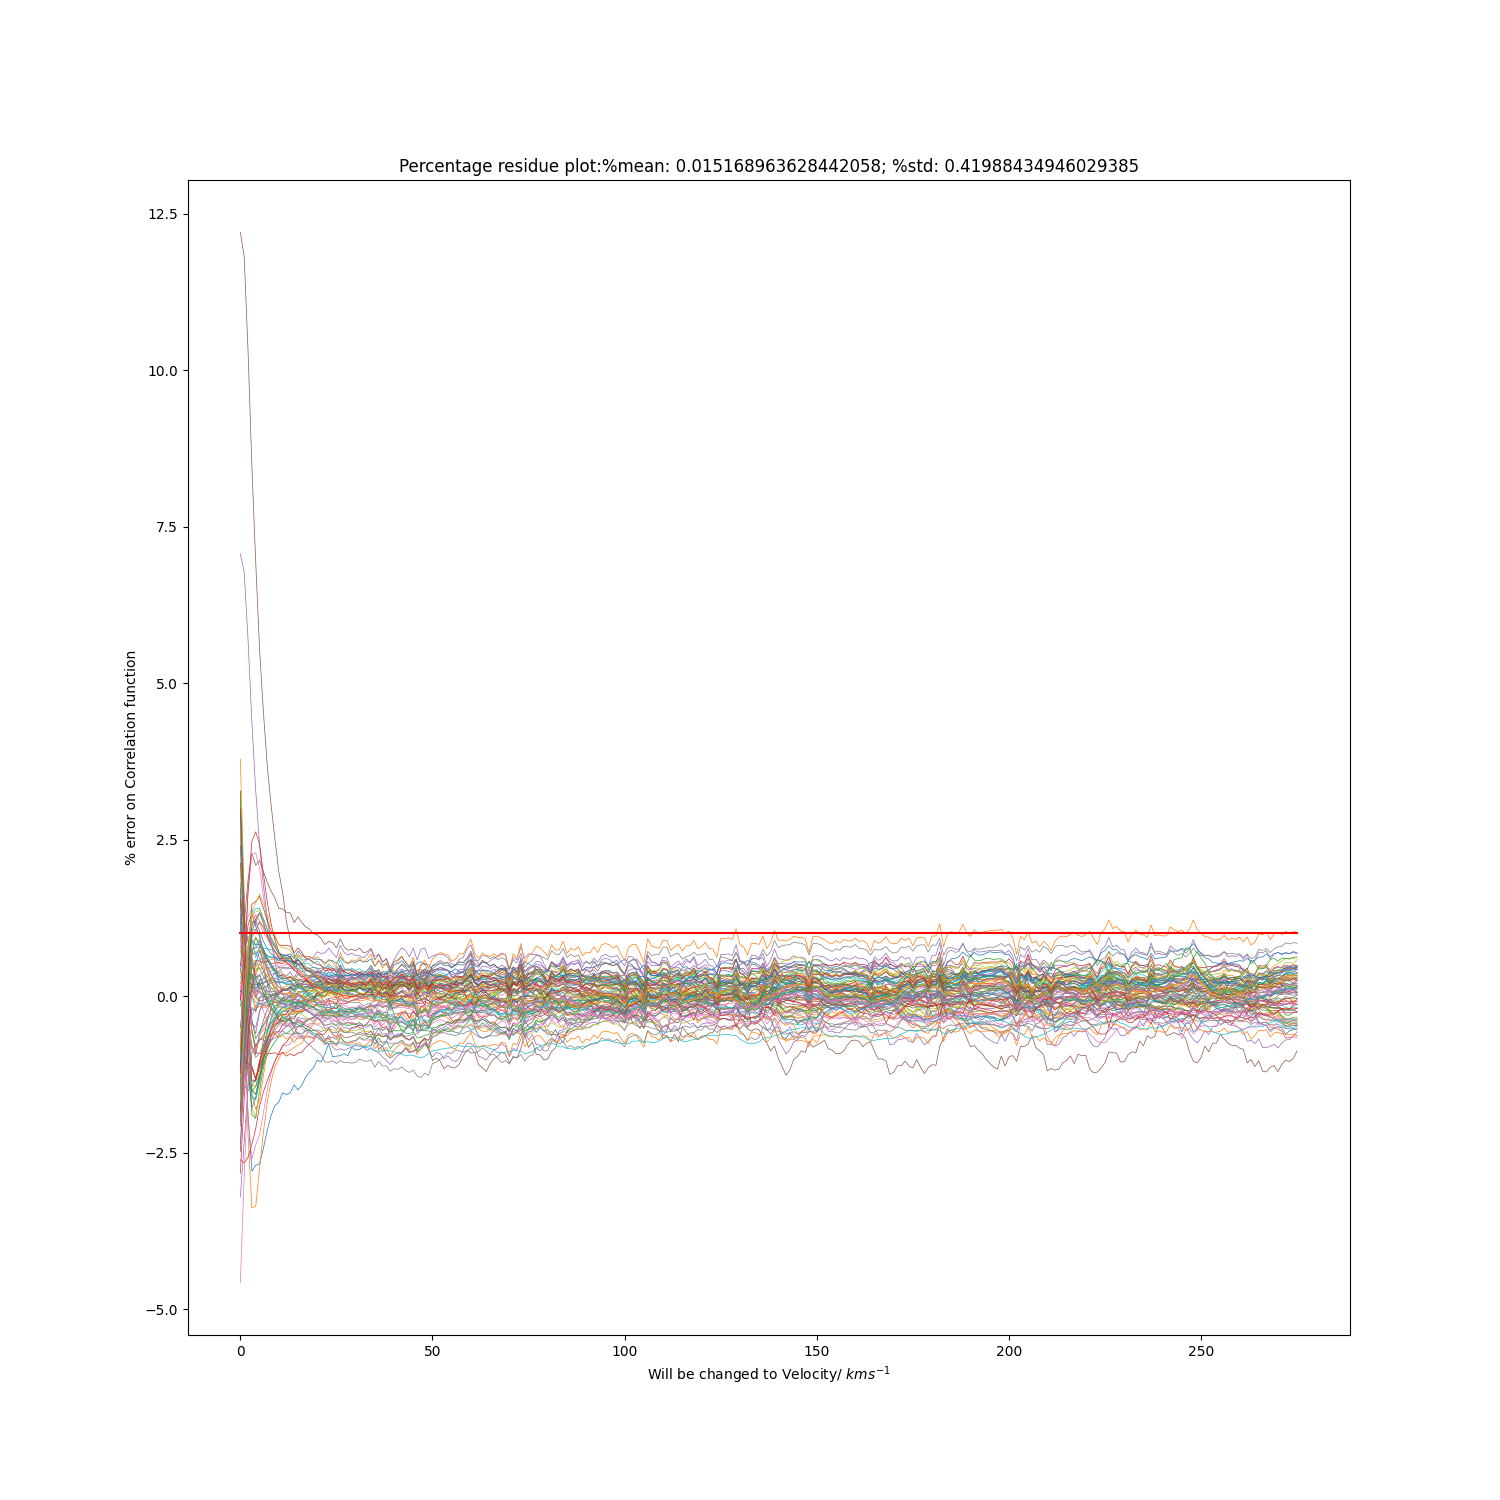 Percentage residue plot:%mean: 0.015168963628442058; %std: 0.41988434946029385
12.5
10.0
7.5
5.0
2.5
0.0
−2.5
−5.0
% error on Correlation function
0 50 100 150 200 250
Will be changed to Velocity/ kms⁻¹